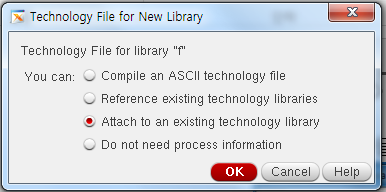 Technology File for New Library
Technology File for library "f"
You can:
Compile an ASCII technology file
Reference existing technology libraries
Attach to an existing technology library
Do not need process information
OK Cancel Help